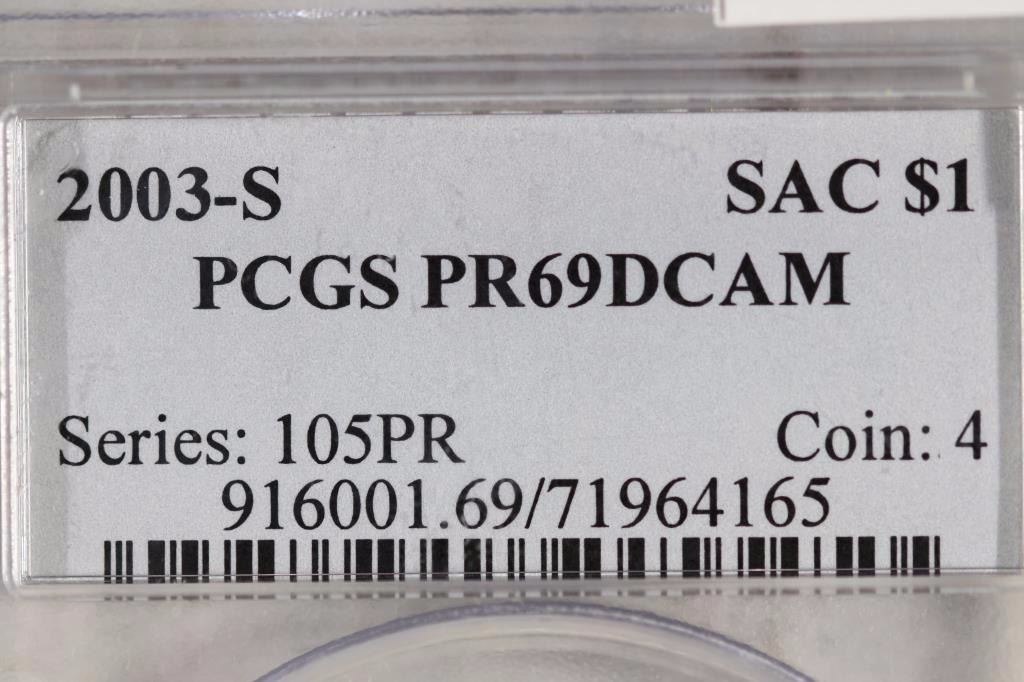 2003-S SAC $1
PCGS PR69DCAM
Series: 105PR Coin: 4
916001.69/71964165